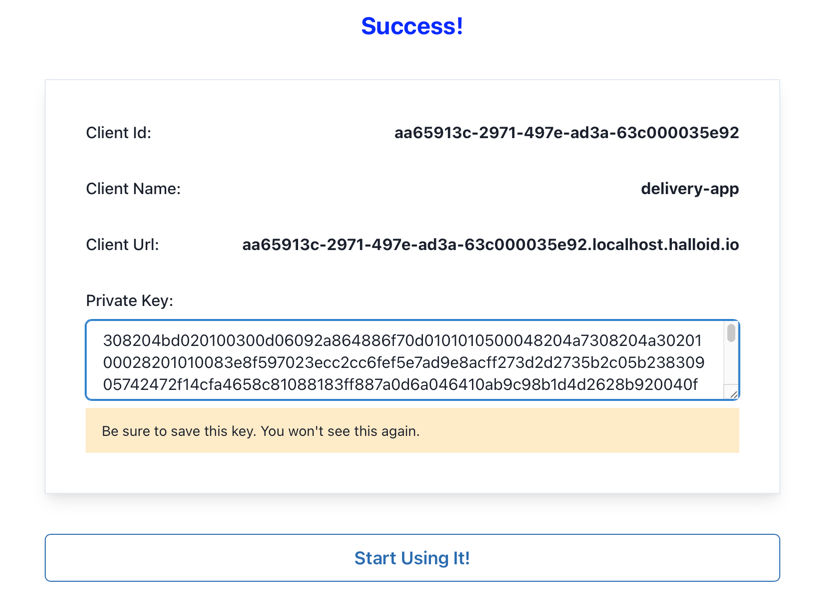 Success!
Client Id: aa65913c-2971-497e-ad3a-63c000035e92
Client Name: delivery-app
Client Url: aa65913c-2971-497e-ad3a-63c000035e92.localhost.halloid.io
Private Key:
308204bd020100300d06092a864886f70d0101010500048204a7308204a30201
00028201010083e8f597023ecc2cc6fef5e7ad9e8acff273d2d2735b2c05b238309
05742472f14cfa4658c81088183ff887a0d6a046410ab9c98b1d4d2628b920040f
Be sure to save this key. You won't see this again.
Start Using It!